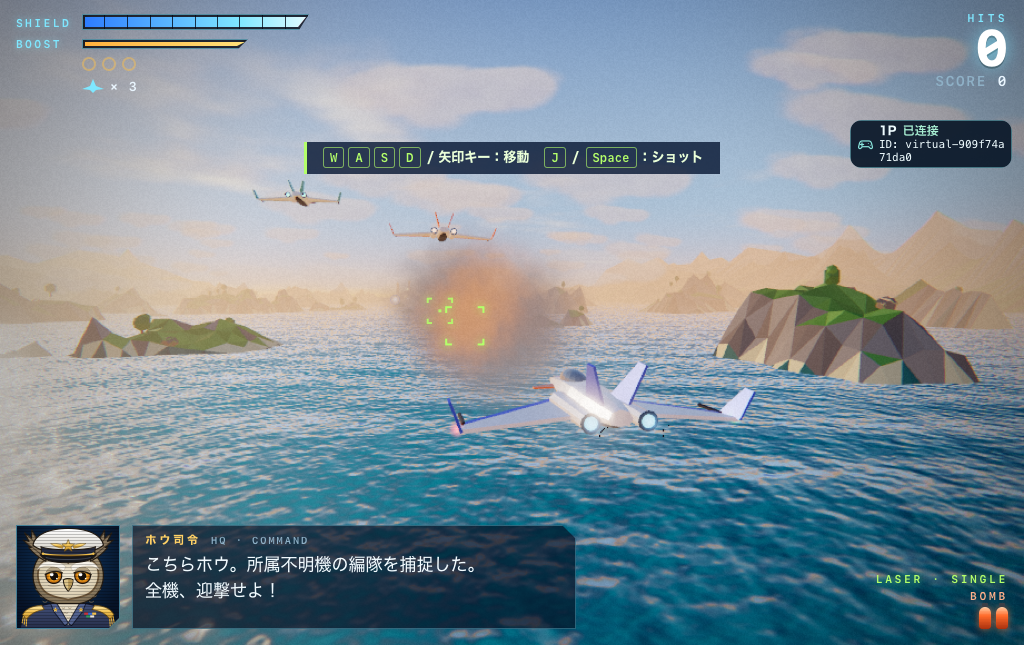 SHIELD
BOOST
× 3
HITS
0
SCORE 0
W A S D / 矢印キー：移動 J / Space：ショット
1P 已连接
ID: virtual-909f74a
71da0
ホウ司令 HQ · COMMAND
こちらホウ。所属不明機の編隊を捕捉した。
全機、迎撃せよ！
LASER · SINGLE
BOMB